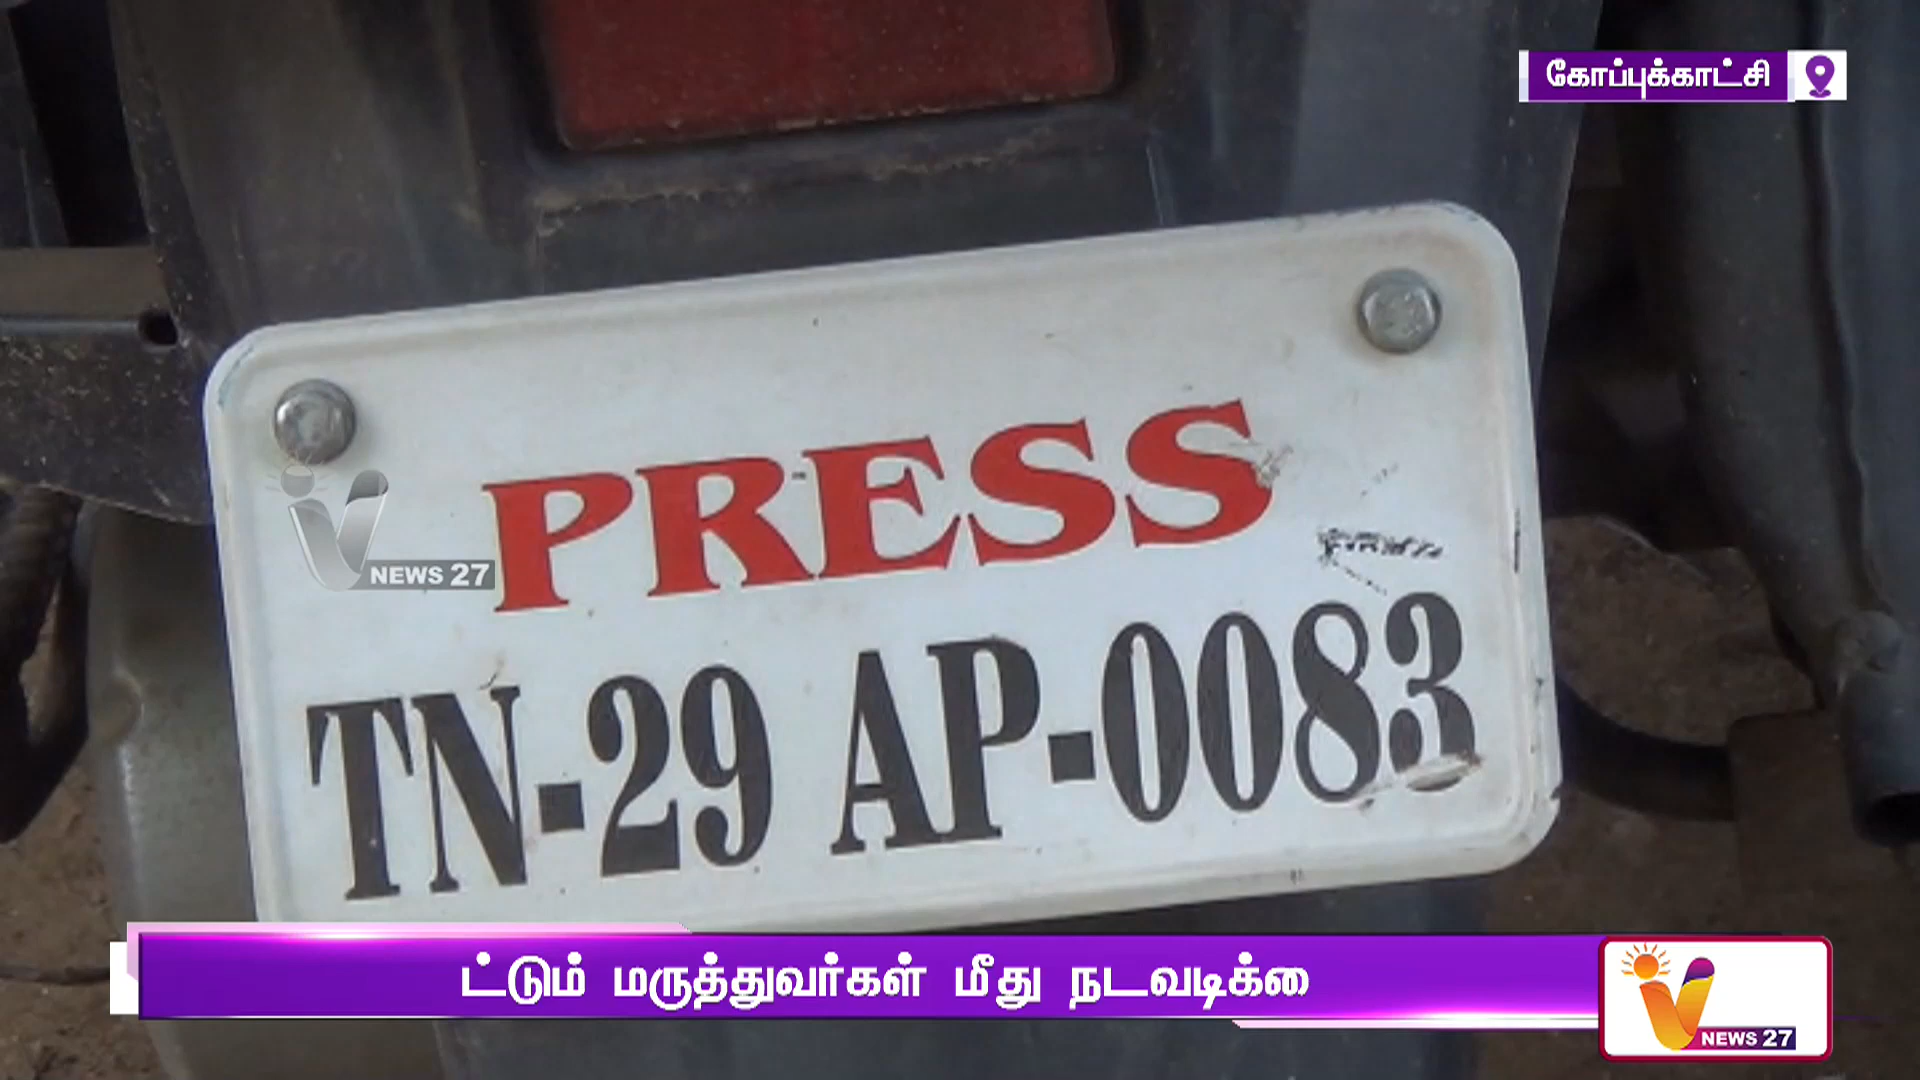 கோப்புக்காட்சி
PRESS
NEWS 27
TN-29 AP-0083
ட்டும் மருத்துவர்கள் மீது நடவடிக்கை
NEWS 27